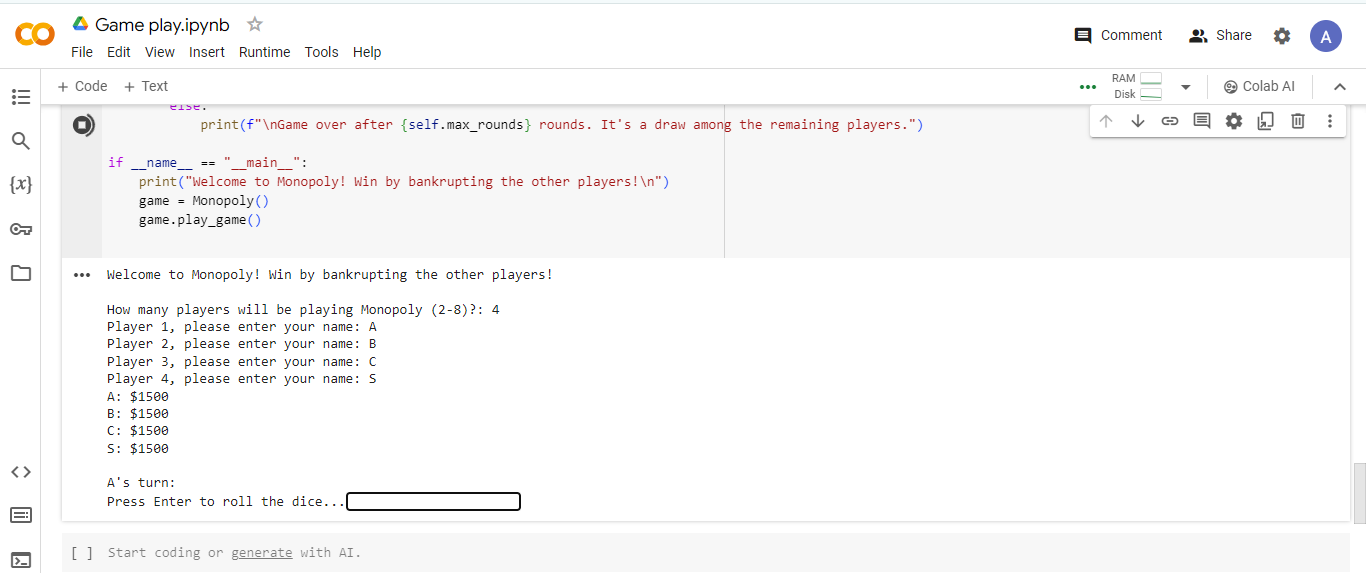 Game play.ipynb
File Edit View Insert Runtime Tools Help
Comment Share A
+ Code + Text
RAM
Disk
Colab AI
else:
print(f"\nGame over after {self.max_rounds} rounds. It's a draw among the remaining players.")
{x}
if __name__ == "__main__":
print("Welcome to Monopoly! Win by bankrupting the other players!\n")
game = Monopoly()
game.play_game()
Welcome to Monopoly! Win by bankrupting the other players!
How many players will be playing Monopoly (2-8)?: 4
Player 1, please enter your name: A
Player 2, please enter your name: B
Player 3, please enter your name: C
Player 4, please enter your name: S
A: $1500
B: $1500
C: $1500
S: $1500
A's turn:
Press Enter to roll the dice...
[ ] Start coding or generate with AI.